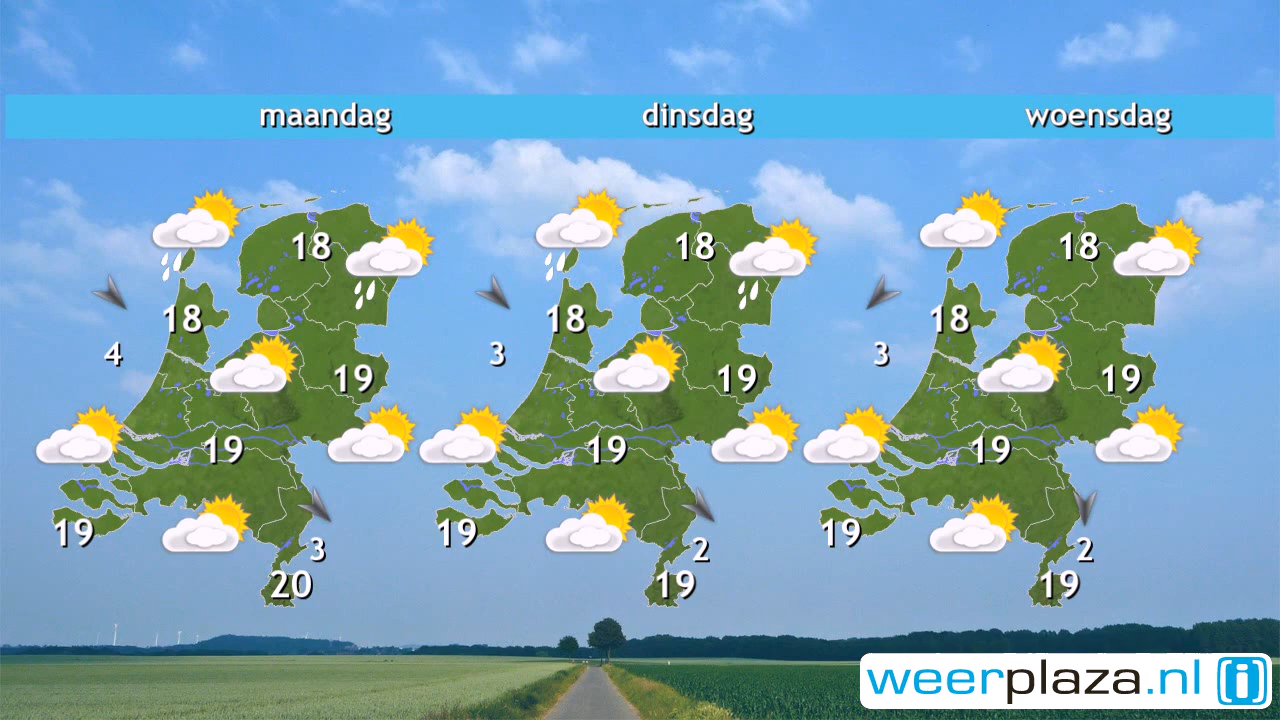 maandag dinsdag woensdag
18 18 18
18 18 18
4 3 3
19 19 19
19 19 19
19 19 19
3 2 2
20 19 19
weerplaza.nl i